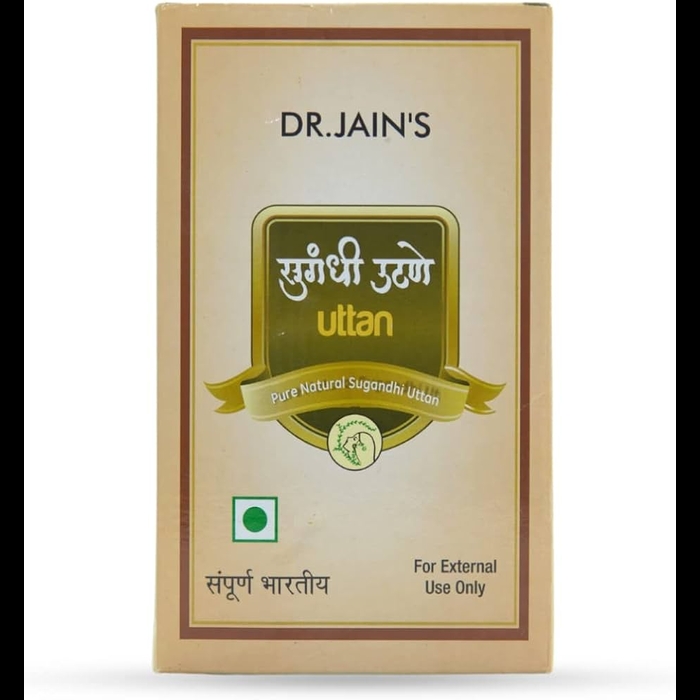 DR.JAIN'S
सुगंधी उटणे
uttan
Pure Natural Sugandhi Uttan
संपूर्ण भारतीय
For External
Use Only